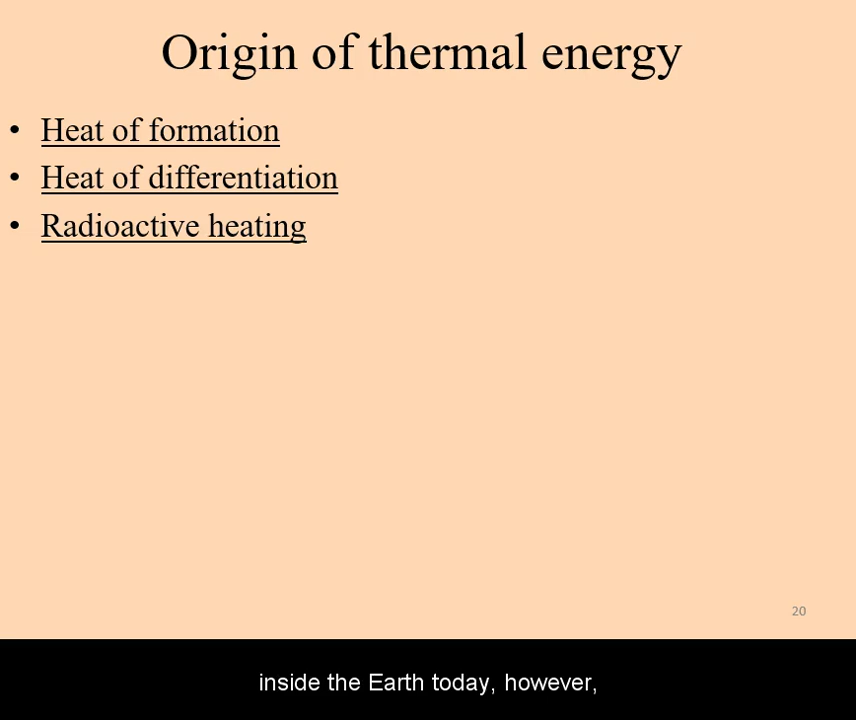 Origin of thermal energy
• Heat of formation
• Heat of differentiation
• Radioactive heating
20
inside the Earth today, however,